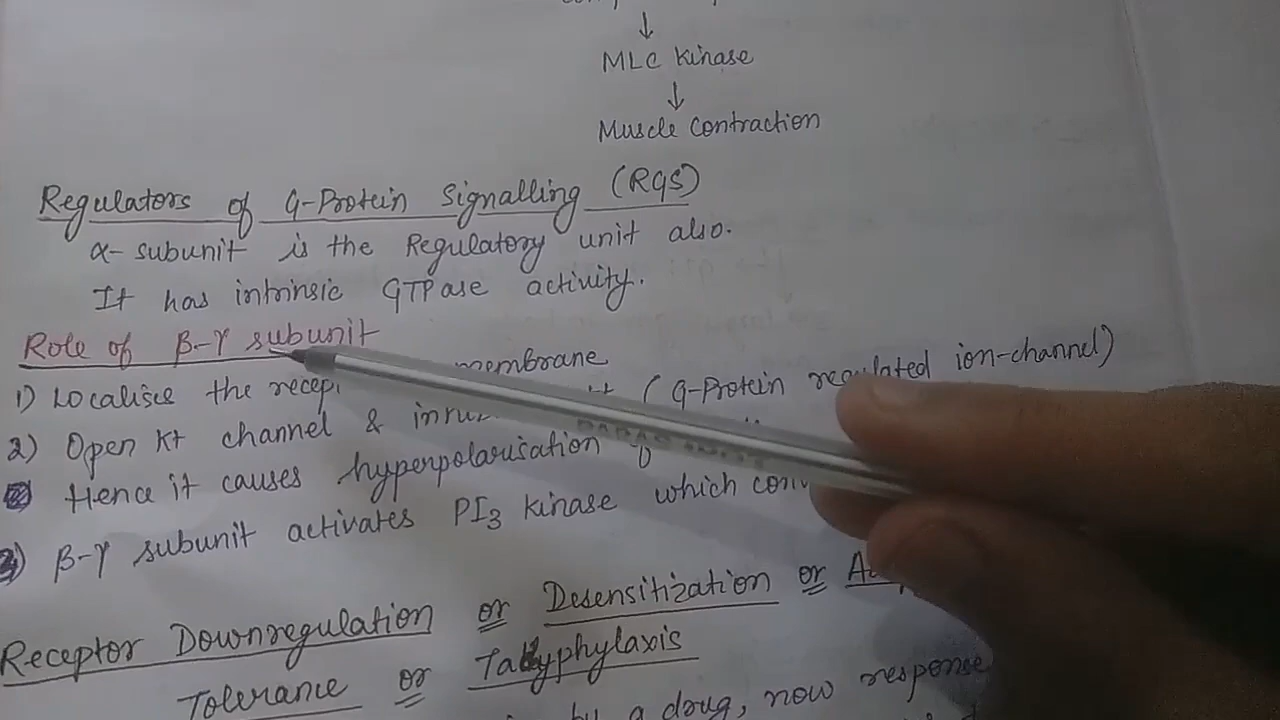 MLC Kinase
Muscle Contraction
Regulators of G-Protein Signalling (RGS)
α-subunit is the Regulatory unit also.
It has intrinsic GTPase activity.
Role of β-γ subunit
1) Localise the membrane
2) Open K+ channel & (G-Protein regulated ion-channel)
Hence it causes hyperpolarisation
3) β-γ subunit activates PI3 kinase which
Receptor Downregulation or Desensitization or
Tolerance or Tachyphylaxis
by a drug, now response